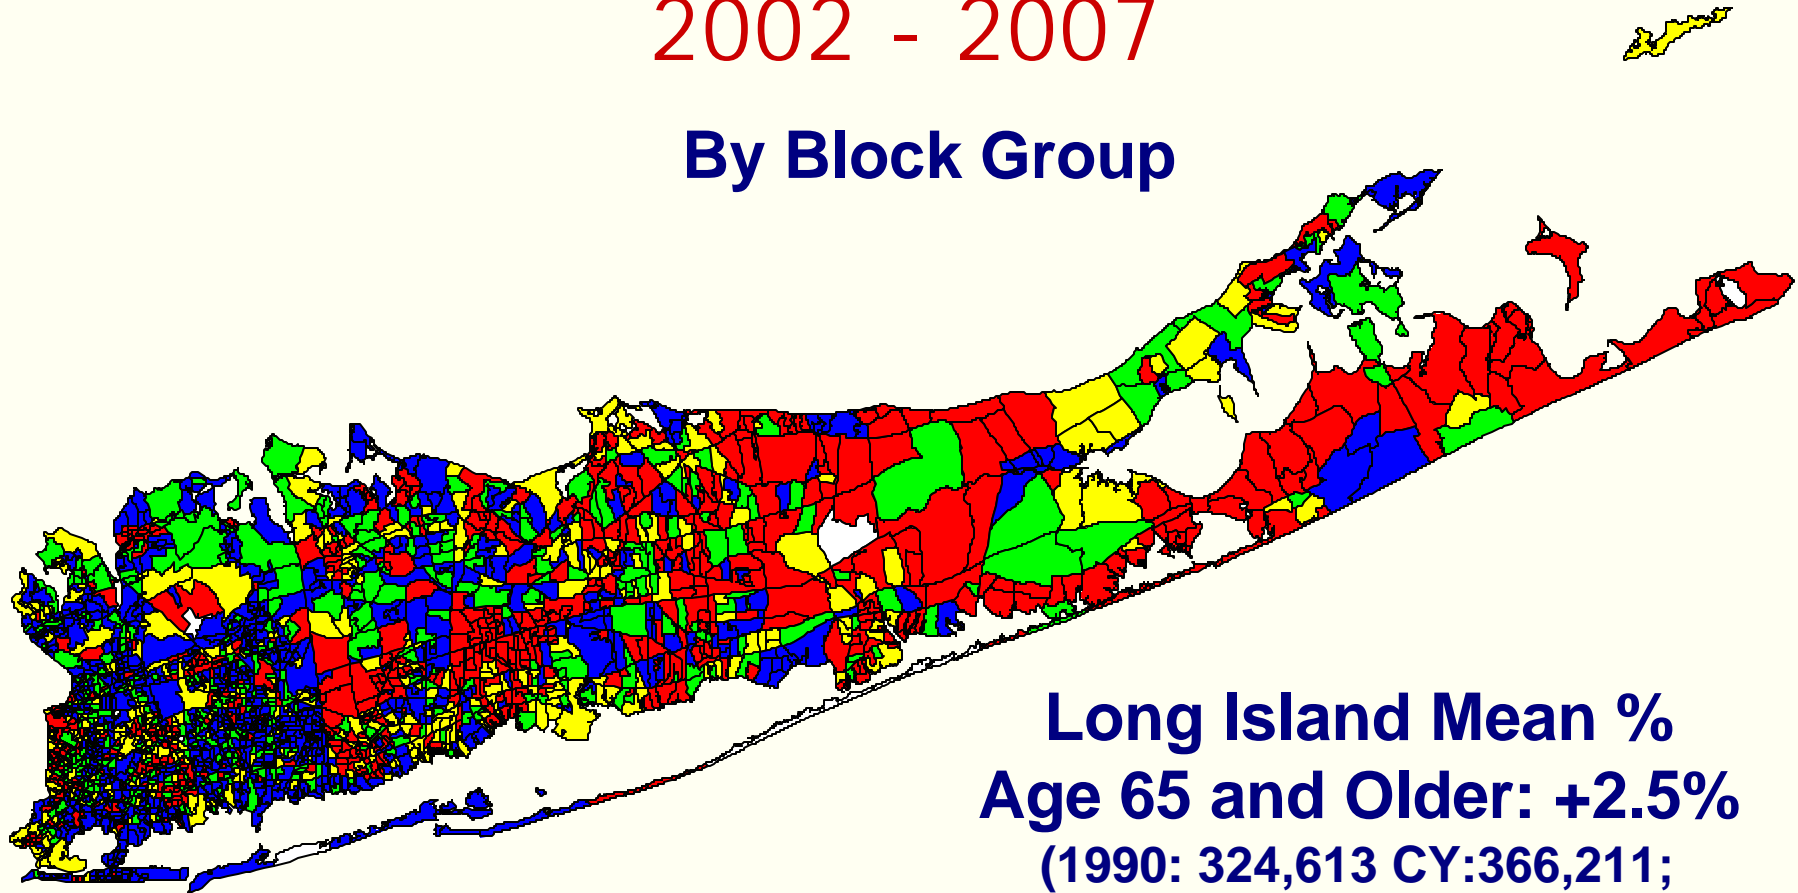 2002 - 2007
By Block Group
Long Island Mean %
Age 65 and Older: +2.5%
(1990: 324,613 CY:366,211;